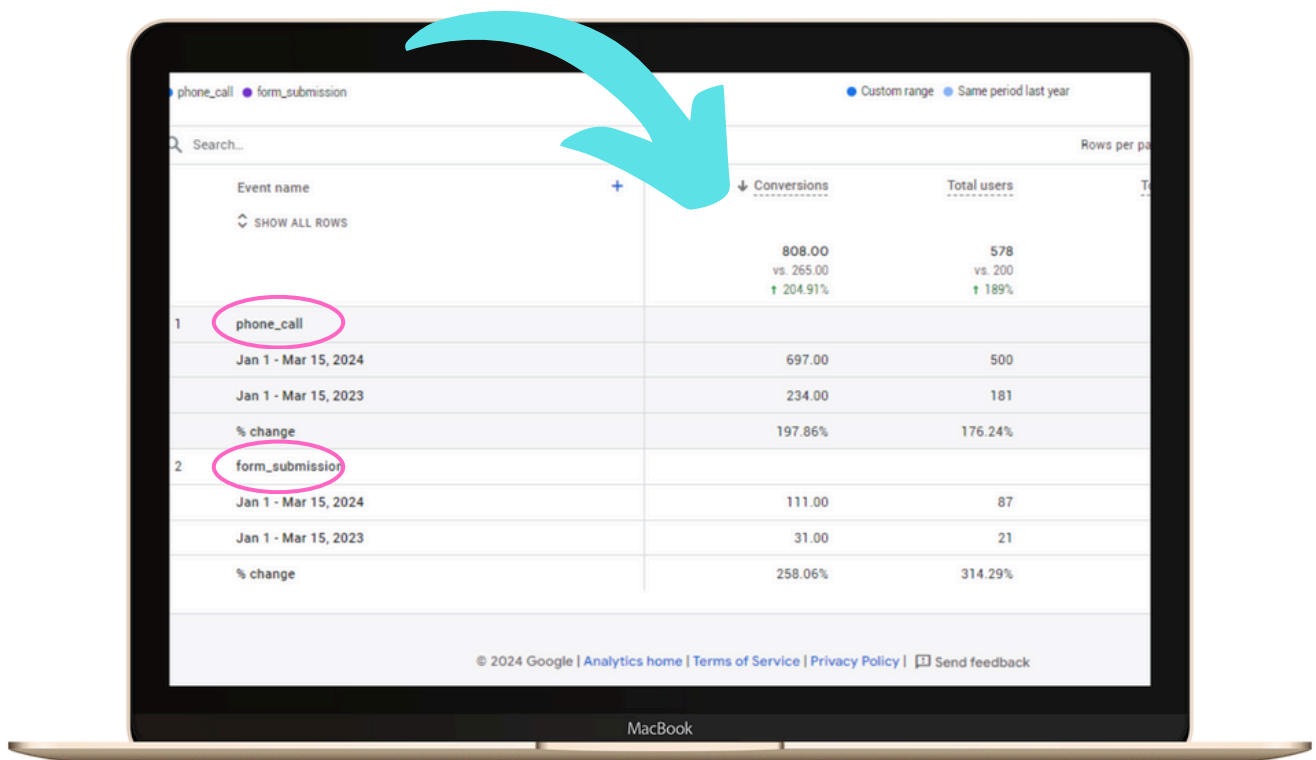 phone_call form_submission Custom range Same period last year
Search... Rows per pa
Event name + ↓ Conversions Total users To
SHOW ALL ROWS
808.00 578
vs. 265.00 vs. 200
↑ 204.91% ↑ 189%
1 phone_call
Jan 1 - Mar 15, 2024 697.00 500
Jan 1 - Mar 15, 2023 234.00 181
% change 197.86% 176.24%
2 form_submission
Jan 1 - Mar 15, 2024 111.00 87
Jan 1 - Mar 15, 2023 31.00 21
% change 258.06% 314.29%
© 2024 Google | Analytics home | Terms of Service | Privacy Policy | Send feedback
MacBook